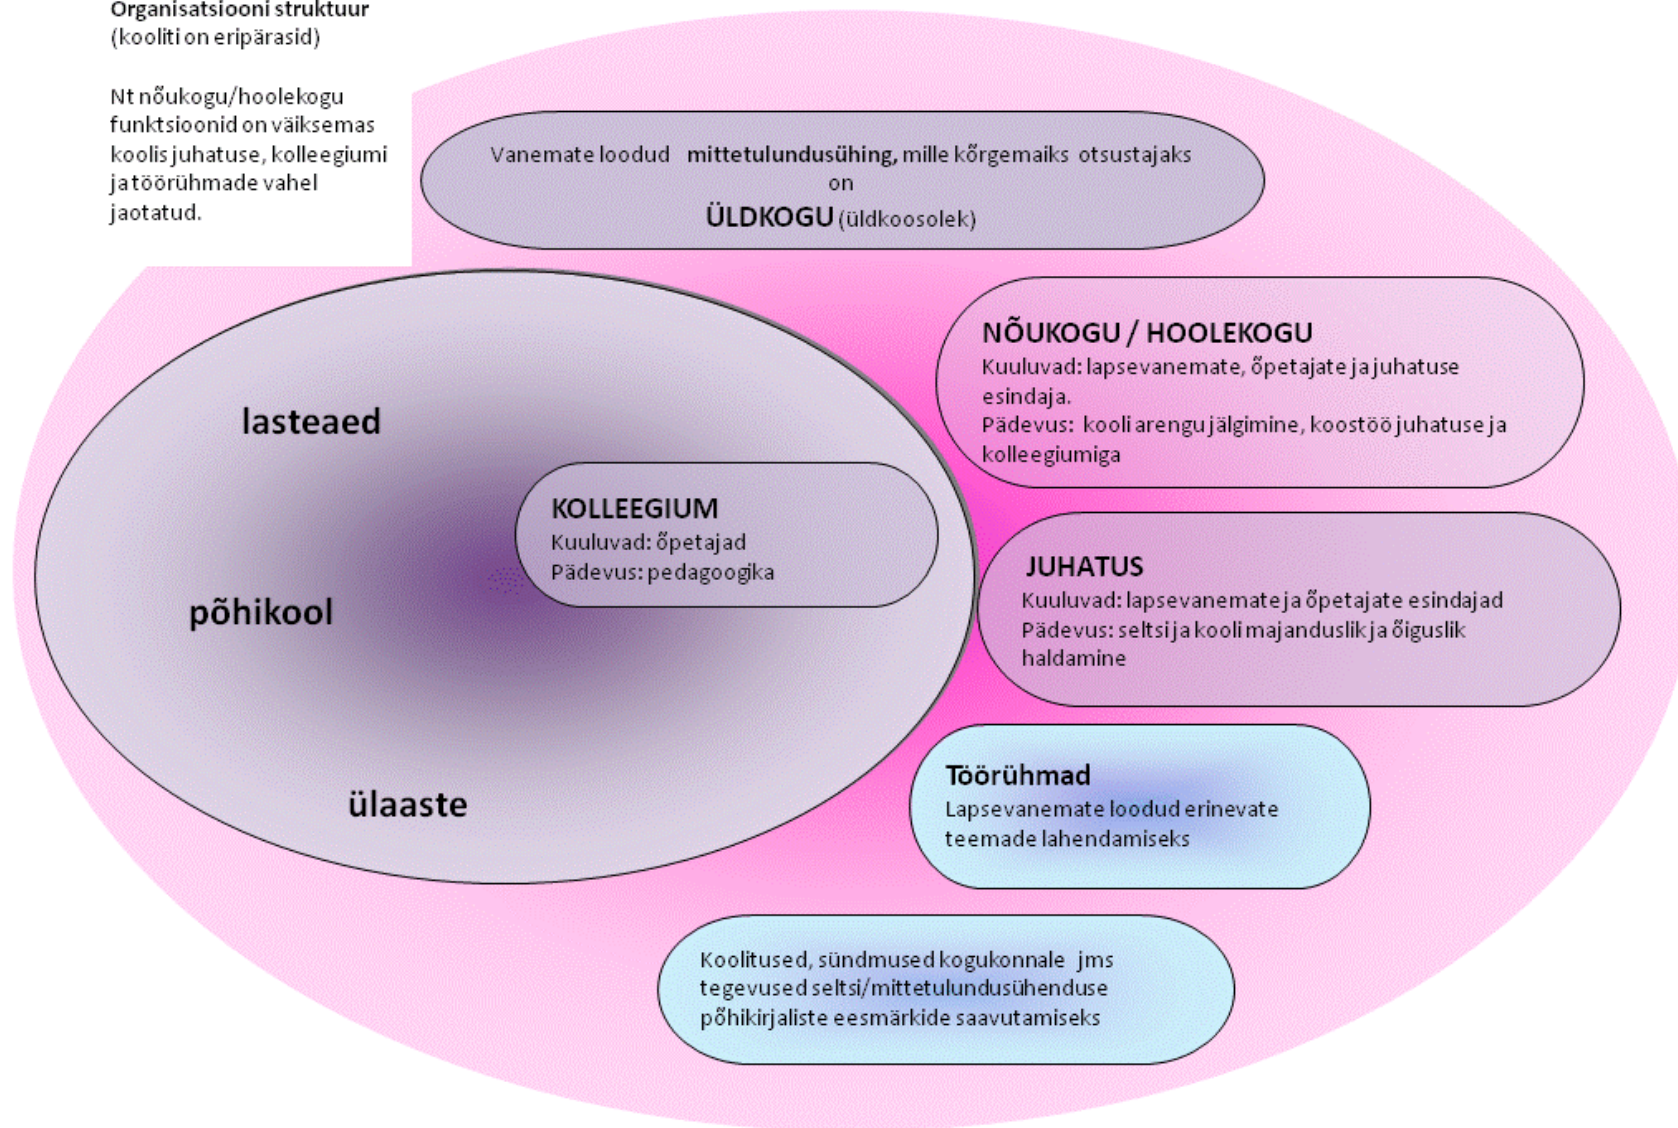 Organisatsiooni struktuur
(kooliti on eripärasid)
Nt nõukogu/hoolekogu
funktsioonid on väiksemas
koolis juhatuse, kolleegiumi
ja töörühmade vahel
jaotatud.
Vanemate loodud mittetulundusühing, mille kõrgemaiks otsustajaks
on
ÜLDKOGU (üldkoosolek)
NÕUKOGU / HOOLEKOGU
Kuuluvad: lapsevanemate, õpetajate ja juhatuse
esindaja.
Pädevus: kooli arengu jälgimine, koostöö juhatuse ja
kolleegiumiga
lasteaed
põhikool
ülaaste
KOLLEEGIUM
Kuuluvad: õpetajad
Pädevus: pedagoogika
JUHATUS
Kuuluvad: lapsevanemate ja õpetajate esindajad
Pädevus: seltsi ja kooli majanduslik ja õiguslik
haldamine
Töörühmad
Lapsevanemate loodud erinevate
teemade lahendamiseks
Koolitused, sündmused kogukonnale jms
tegevused seltsi/mittetulundusühenduse
põhikirjaliste eesmärkide saavutamiseks